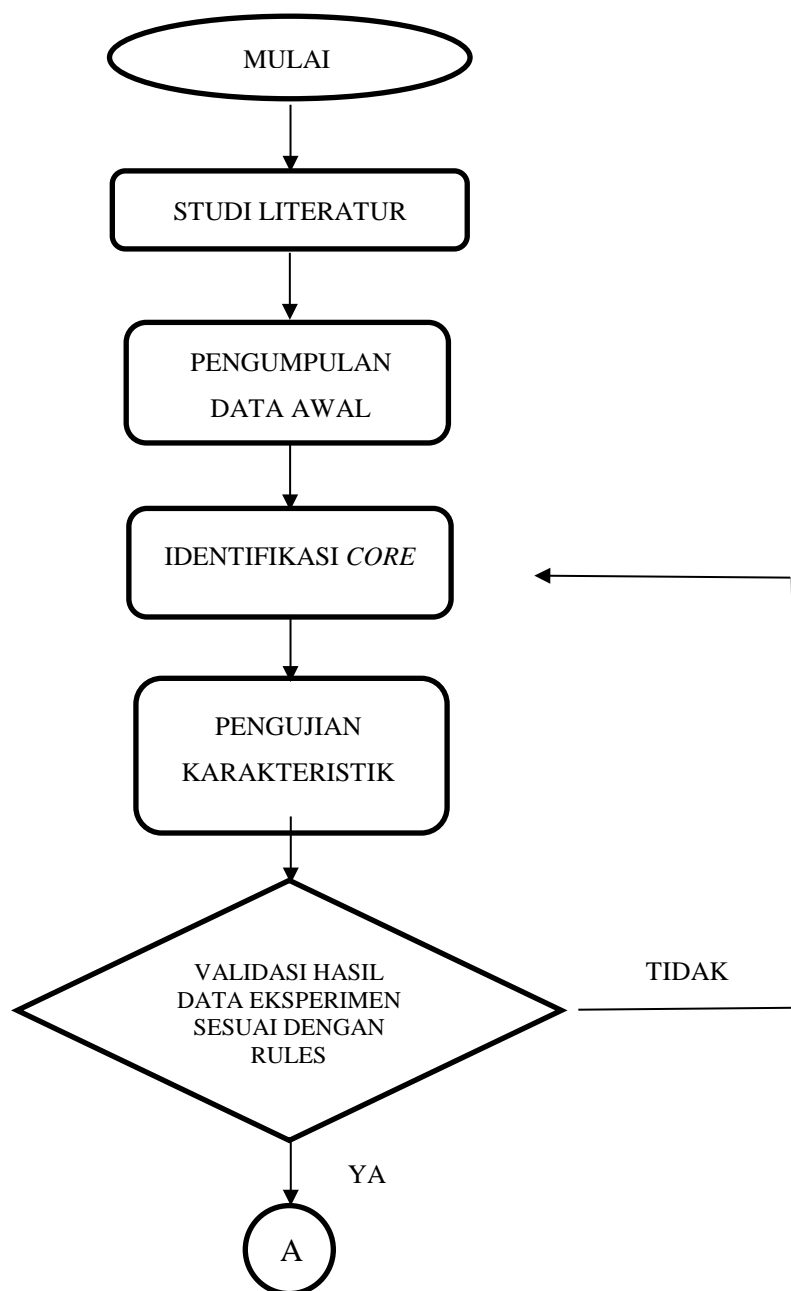 MULAI
STUDI LITERATUR
PENGUMPULAN
DATA AWAL
IDENTIFIKASI CORE
PENGUJIAN
KARAKTERISTIK
VALIDASI HASIL
DATA EKSPERIMEN
SESUAI DENGAN
RULES
TIDAK
YA
A